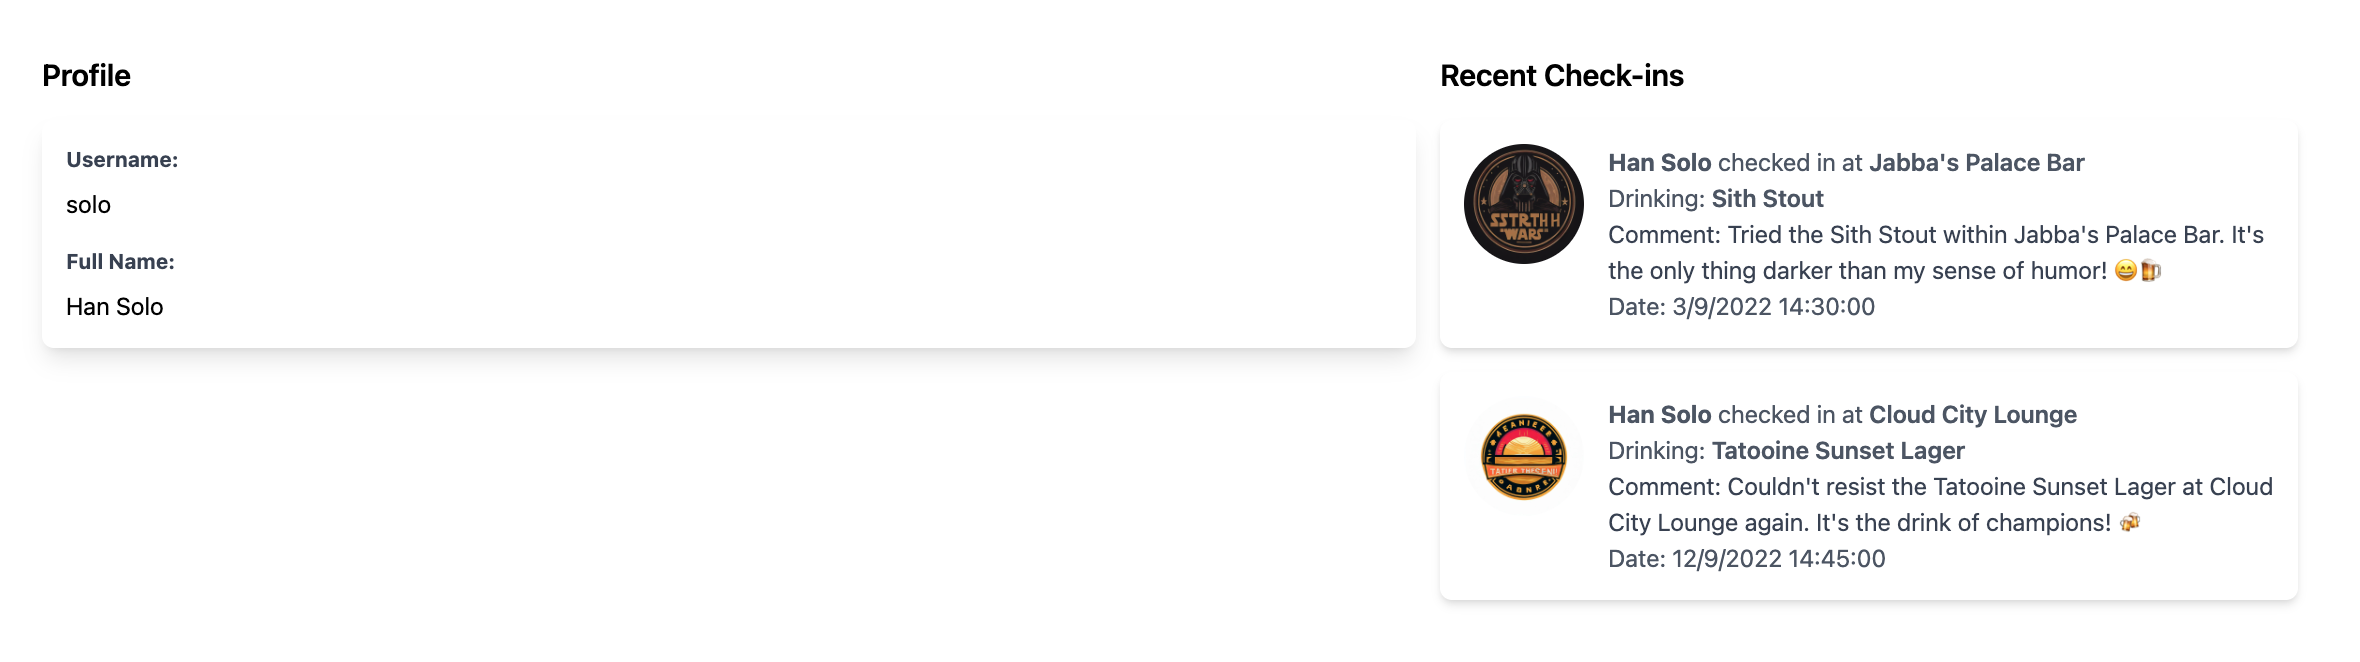 Profile
Username:
solo
Full Name:
Han Solo
Recent Check-ins
SSTRTHH
"WARS"
Han Solo checked in at Jabba's Palace Bar
Drinking: Sith Stout
Comment: Tried the Sith Stout within Jabba's Palace Bar. It's
the only thing darker than my sense of humor! 😄🍺
Date: 3/9/2022 14:30:00
Han Solo checked in at Cloud City Lounge
Drinking: Tatooine Sunset Lager
Comment: Couldn't resist the Tatooine Sunset Lager at Cloud
City Lounge again. It's the drink of champions! 🍻
Date: 12/9/2022 14:45:00